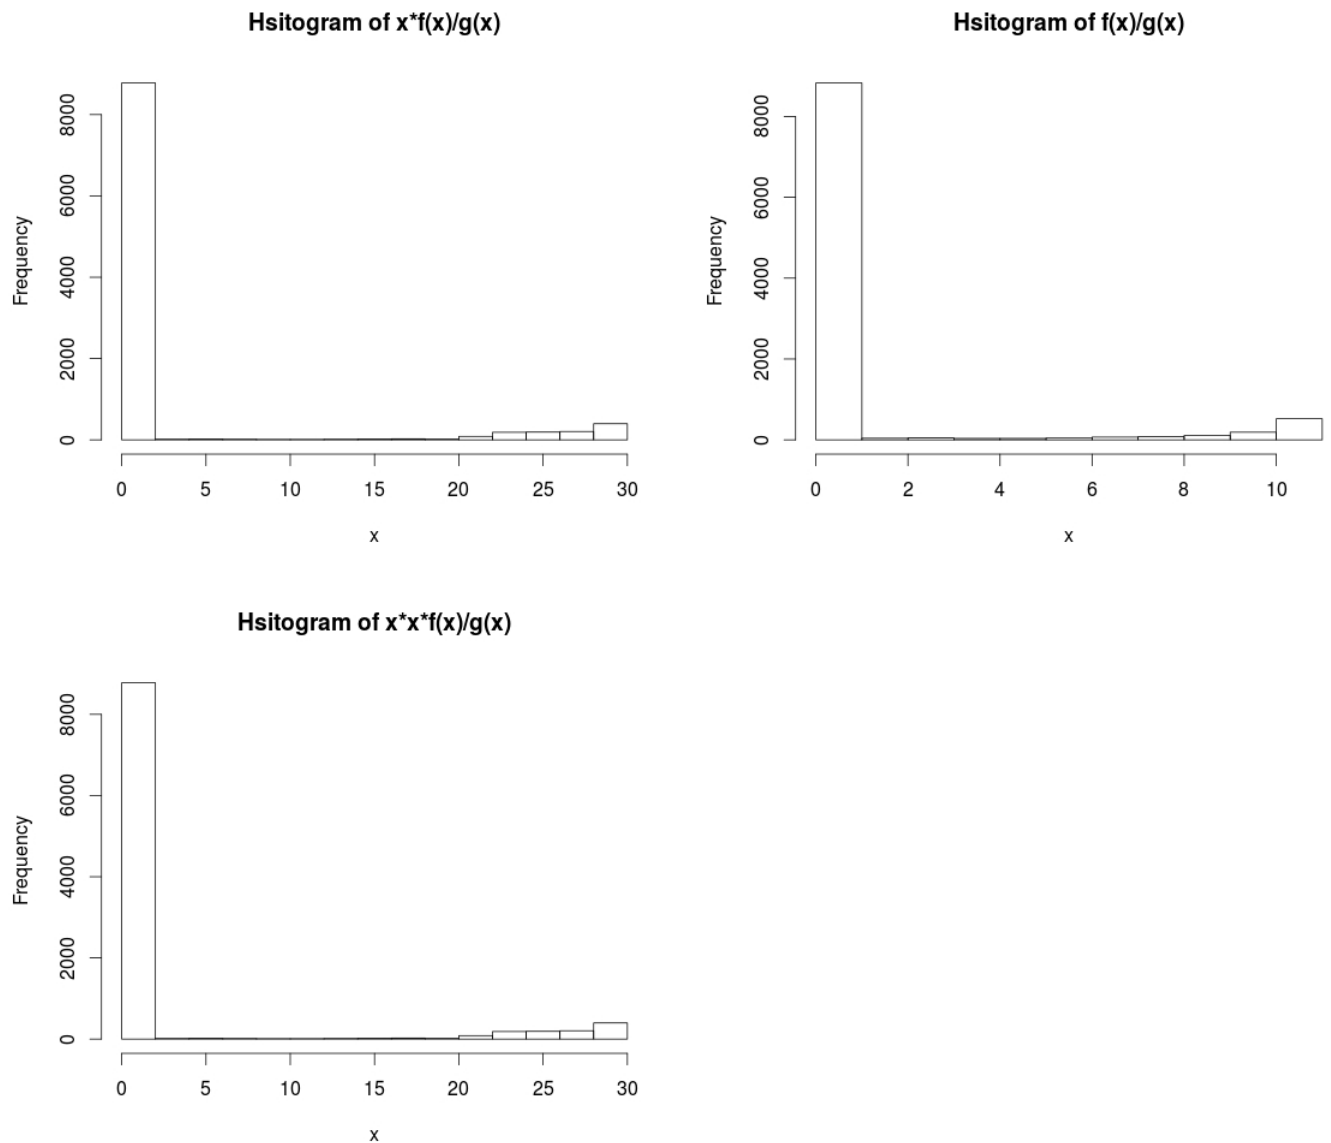 Hsitogram of x*f(x)/g(x)
Frequency
8000
6000
4000
2000
0
0 5 10 15 20 25 30
x
Hsitogram of f(x)/g(x)
Frequency
8000
6000
4000
2000
0
0 2 4 6 8 10
x
Hsitogram of x*x*f(x)/g(x)
Frequency
8000
6000
4000
2000
0
0 5 10 15 20 25 30
x